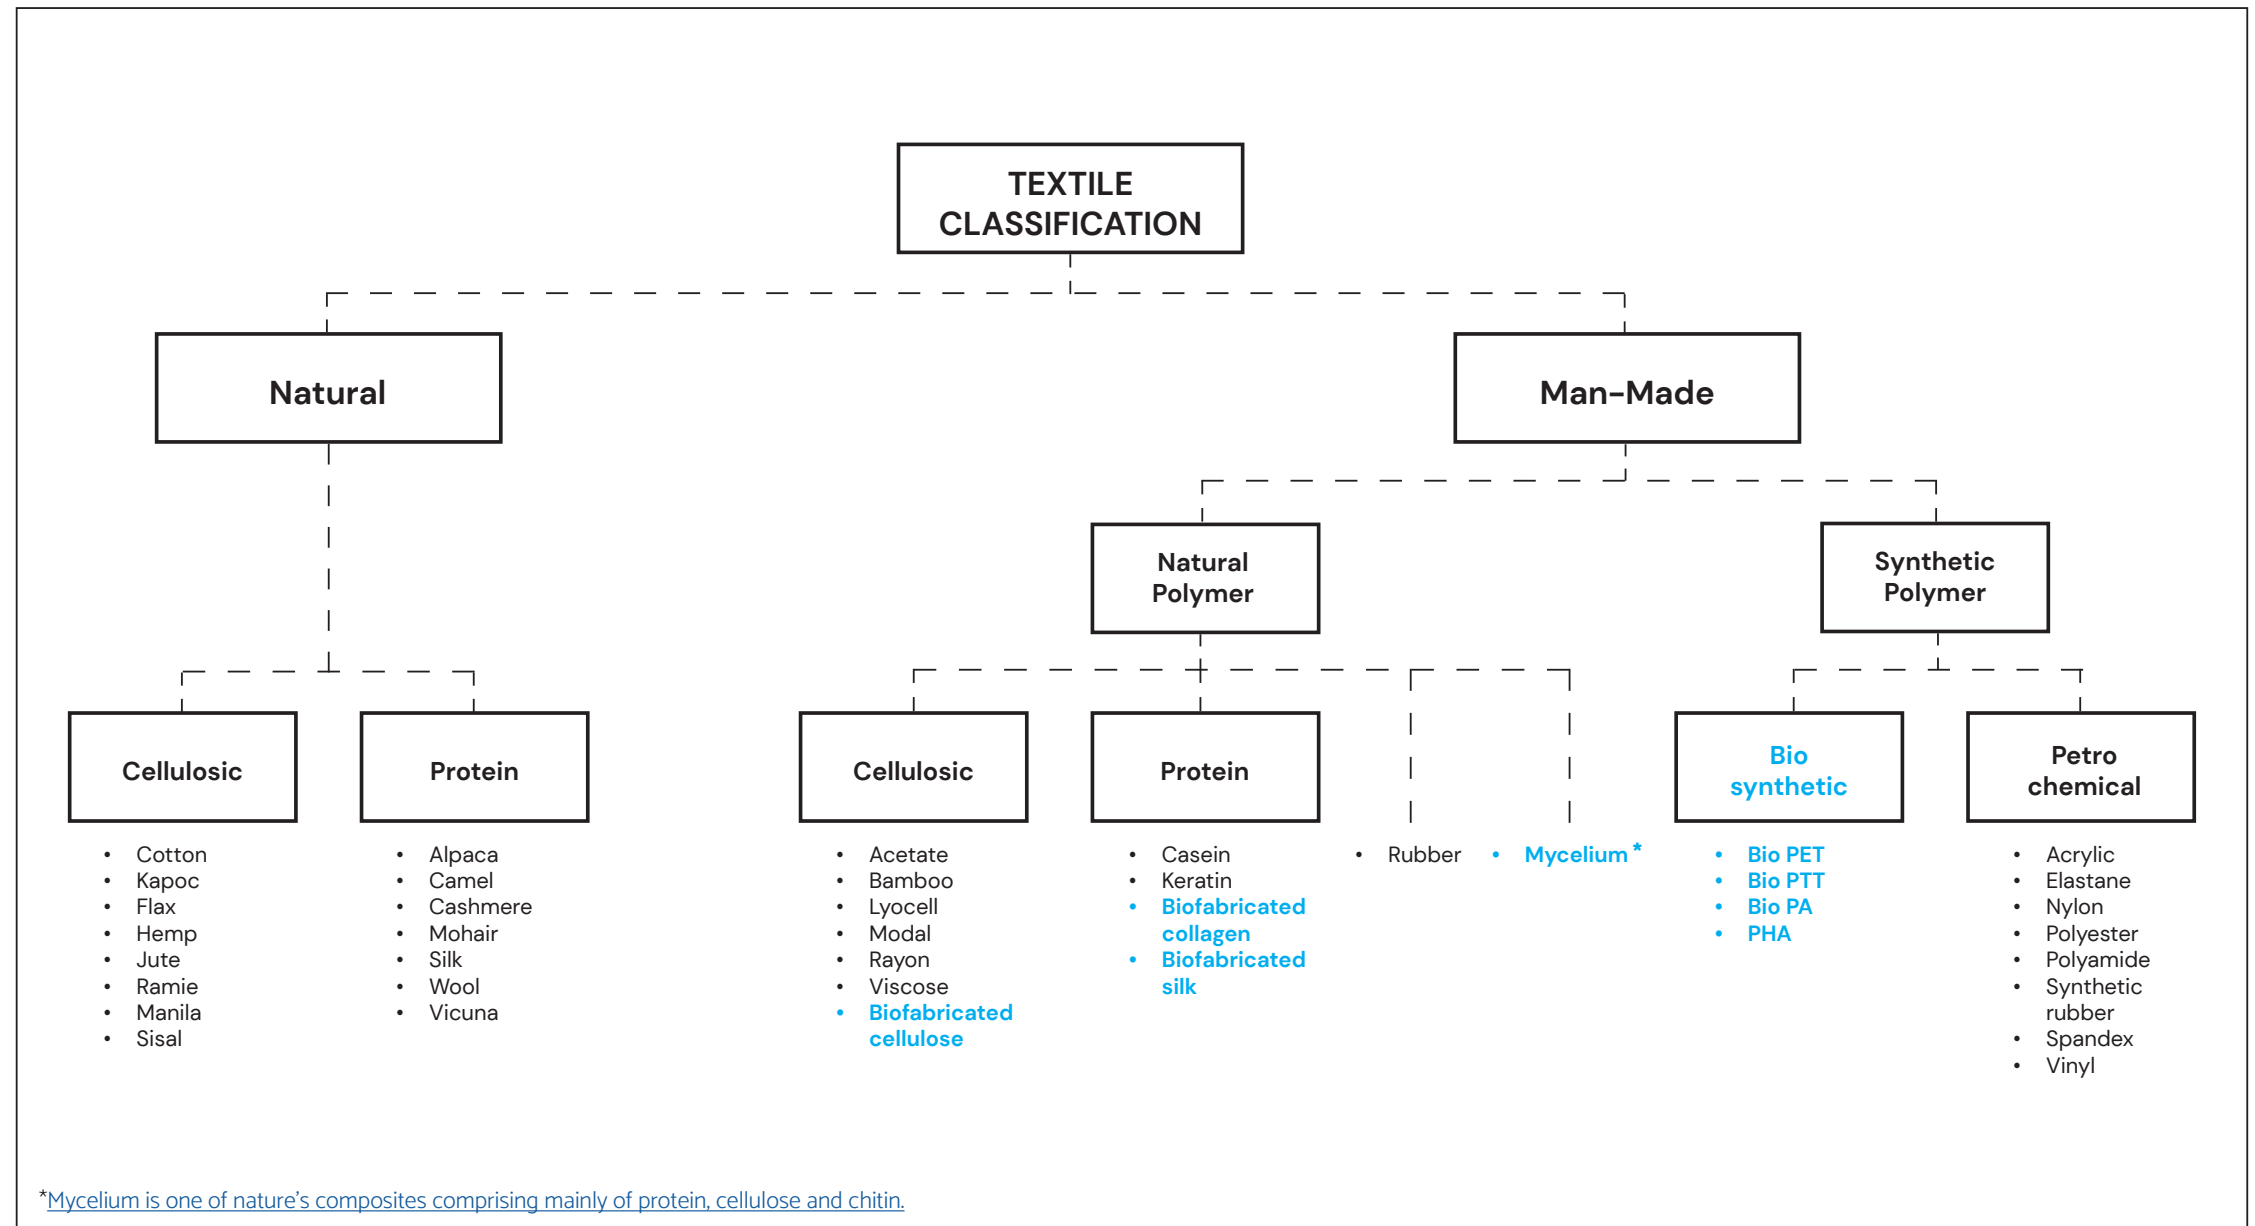 TEXTILE
CLASSIFICATION
Natural
Man-Made
Natural
Polymer
Synthetic
Polymer
Cellulosic
• Cotton
• Kapoc
• Flax
• Hemp
• Jute
• Ramie
• Manila
• Sisal
Protein
• Alpaca
• Camel
• Cashmere
• Mohair
• Silk
• Wool
• Vicuna
Cellulosic
• Acetate
• Bamboo
• Lyocell
• Modal
• Rayon
• Viscose
• Biofabricated
cellulose
Protein
• Casein
• Keratin
• Biofabricated
collagen
• Biofabricated
silk
• Rubber
• Mycelium*
Bio
synthetic
• Bio PET
• Bio PTT
• Bio PA
• PHA
Petro
chemical
• Acrylic
• Elastane
• Nylon
• Polyester
• Polyamide
• Synthetic
rubber
• Spandex
• Vinyl
*Mycelium is one of nature's composites comprising mainly of protein, cellulose and chitin.